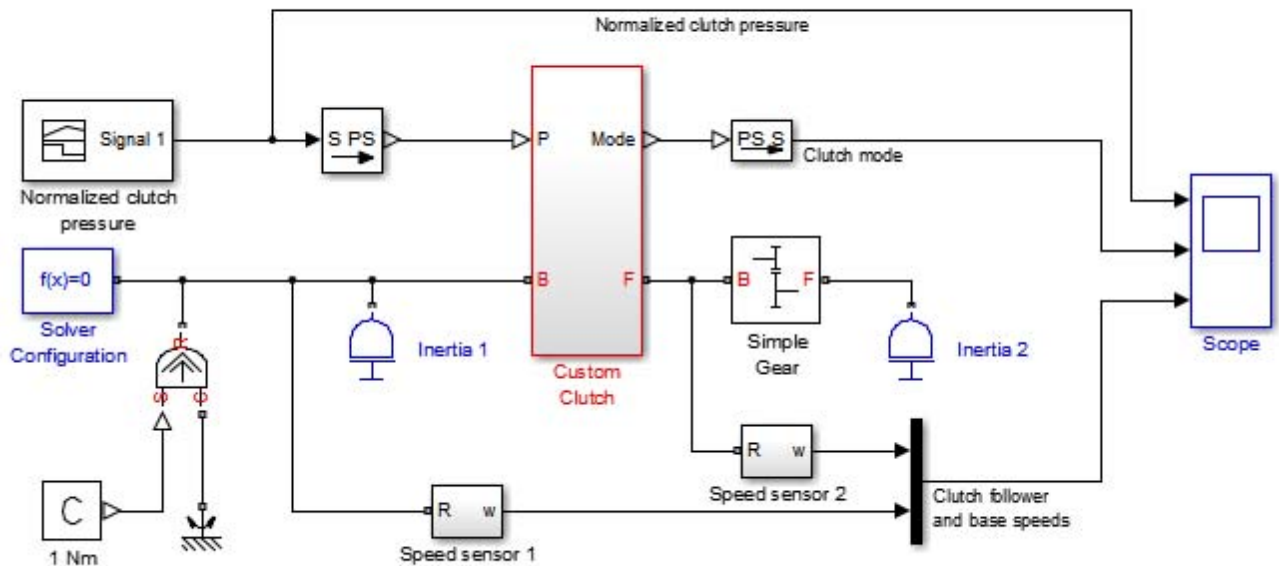 Normalized clutch pressure
Signal 1
S PS
P
Mode
PS S
Clutch mode
Normalized clutch
pressure
f(x)=0
B
F
B
F
Solver
Configuration
R
S
C
Inertia 1
Custom
Clutch
Simple
Gear
Inertia 2
Scope
R w
Speed sensor 2
C
1 Nm
R w
Speed sensor 1
Clutch follower
and base speeds